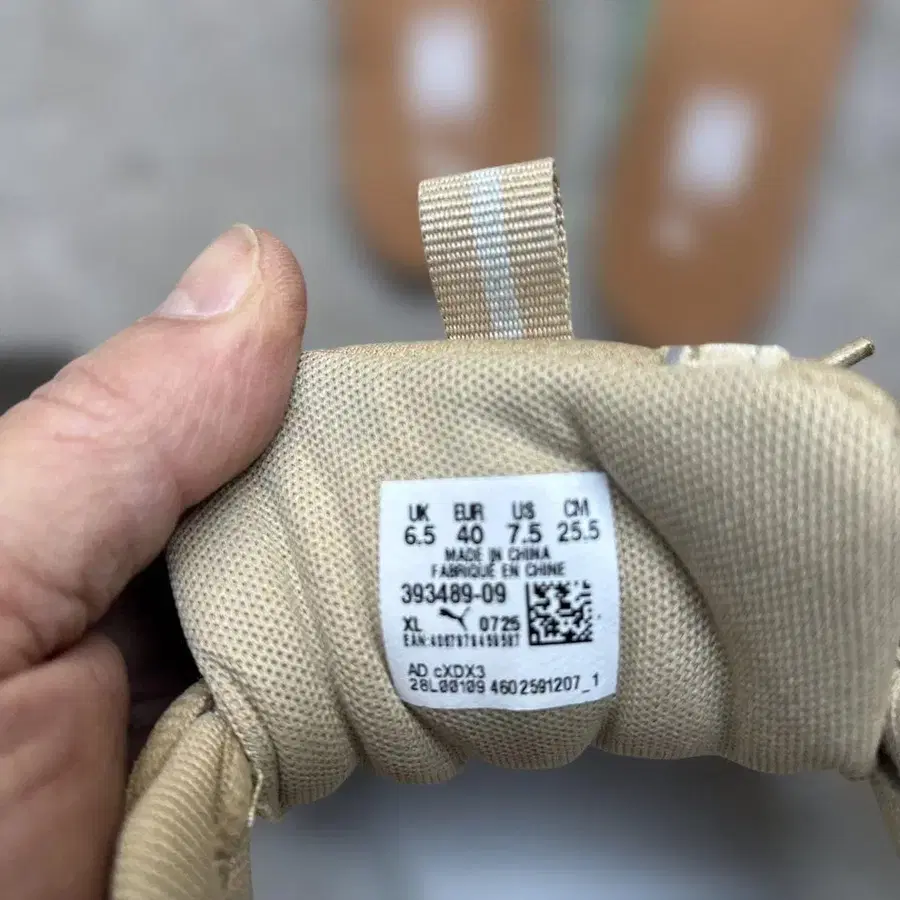 UK EUR US CM
6.5 40 7.5 25.5
MADE IN CHINA
FABRIQUÉ EN CHINE
393489-09
XL 0725
AD cXDX3
28L00109 4602591207_1